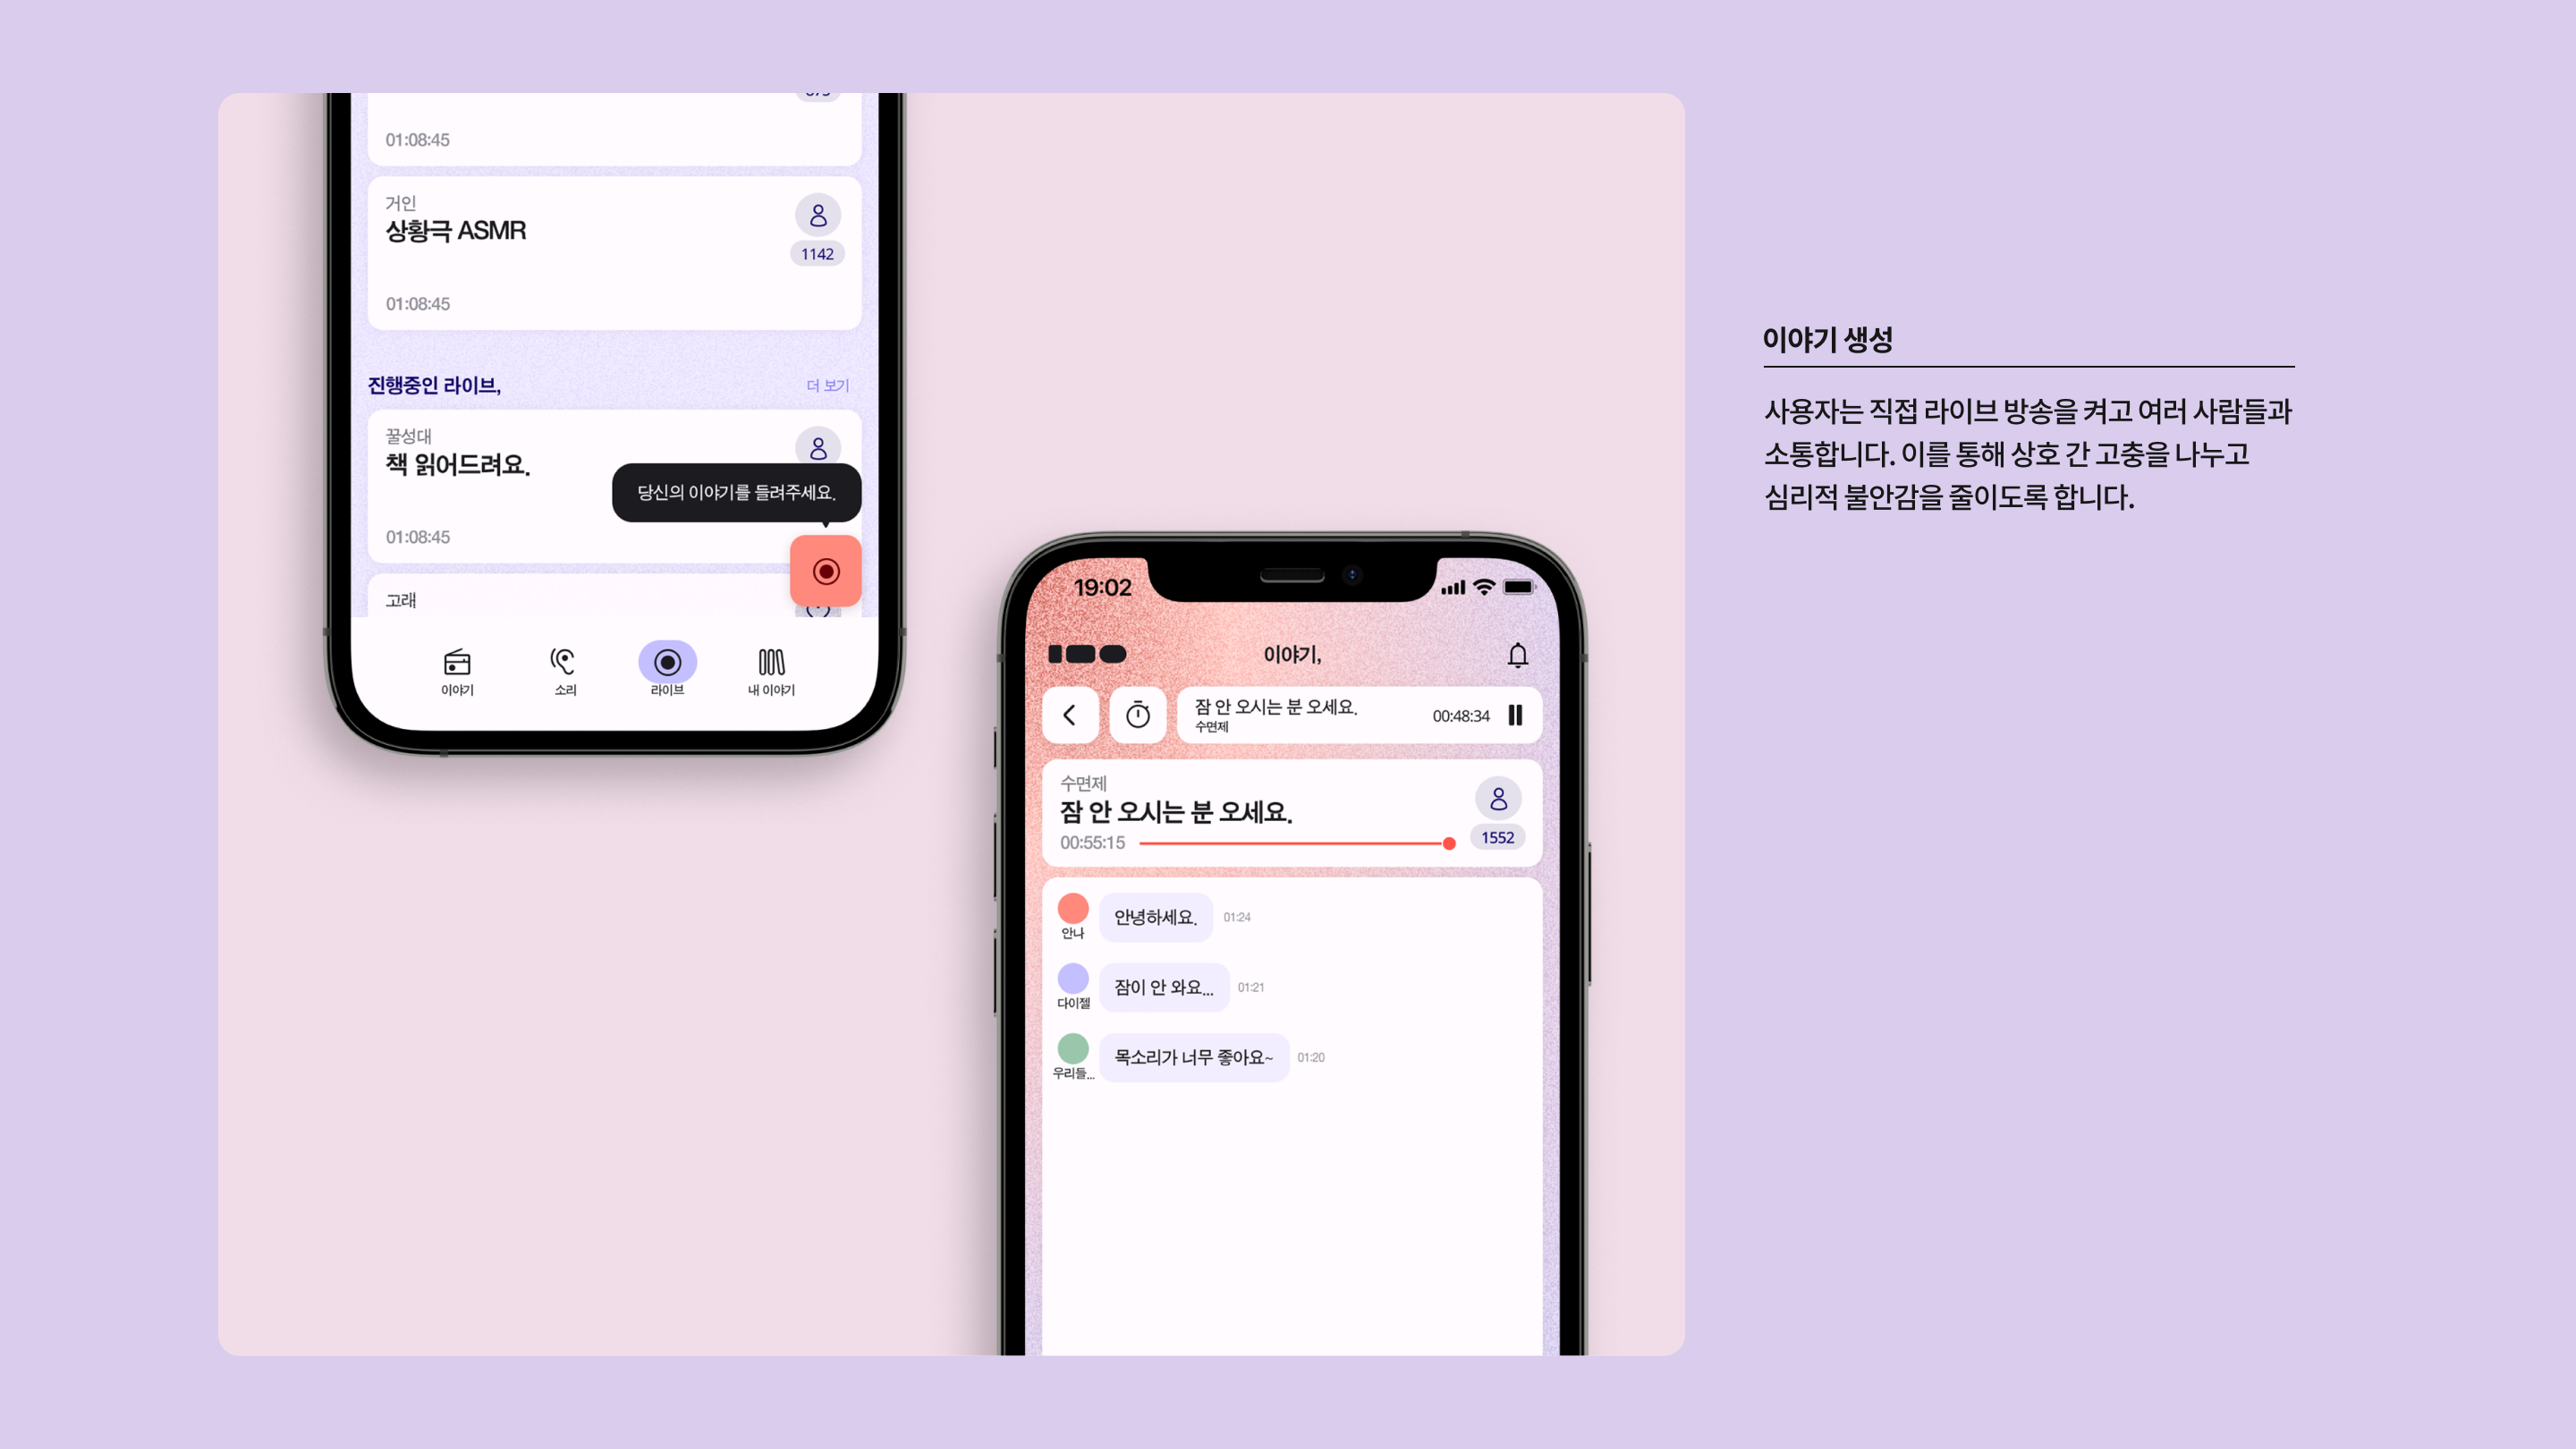 01:08:45
거인
상황극 ASMR
1142
01:08:45
진행중인 라이브,
더 보기
꿀성대
책 읽어드려요.
당신의 이야기를 들려주세요.
01:08:45
고래
이야기
소리
라이브
내 이야기
19:02
이야기,
잠 안 오시는 분 오세요.
수면제
00:48:34
수면제
잠 안 오시는 분 오세요.
00:55:15
1552
안녕하세요.
01:24
안나
잠이 안 와요...
01:21
다이젤
목소리가 너무 좋아요~
01:20
우리들...
이야기 생성
사용자는 직접 라이브 방송을 켜고 여러 사람들과
소통합니다. 이를 통해 상호 간 고충을 나누고
심리적 불안감을 줄이도록 합니다.